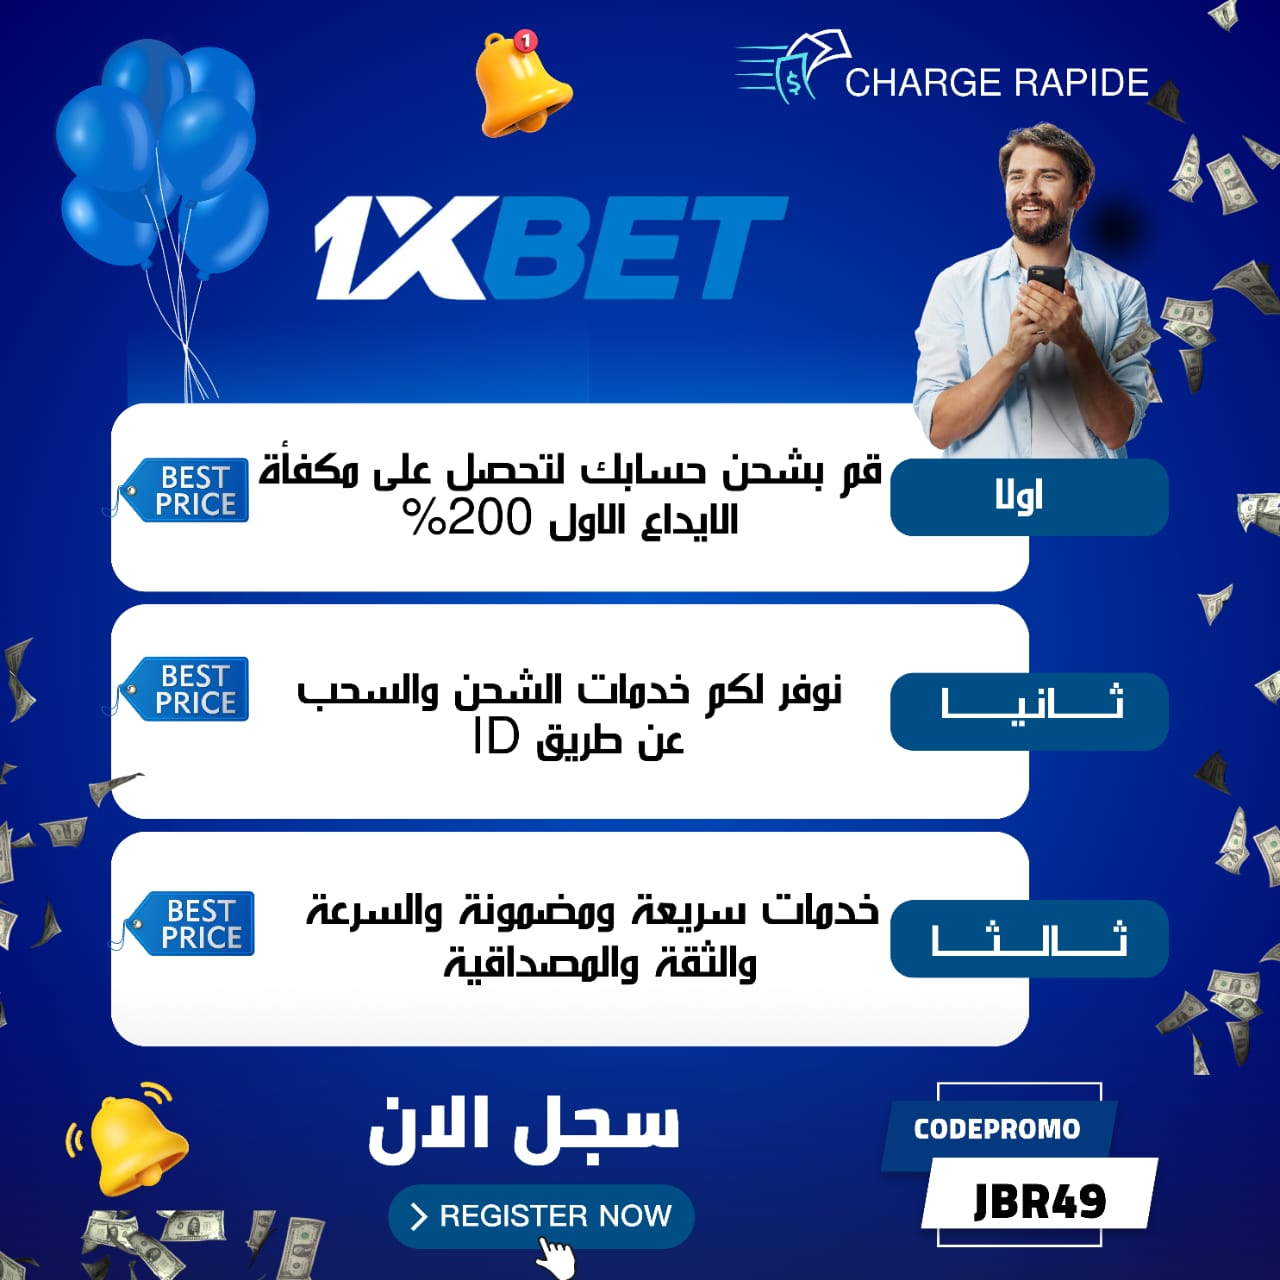 1
CHARGE RAPIDE
1XBET
اولا
قم بشحن حسابك لتحصل على مكفأة
الايداع الاول 200%
BEST
PRICE
ثـــانيـــا
نوفر لكم خدمات الشحن والسحب
عن طريق ID
BEST
PRICE
ثـــالـــثـــا
خدمات سريعة ومضمونة والسرعة
والثقة والمصداقية
BEST
PRICE
سجل الان
> REGISTER NOW
CODEPROMO
JBR49